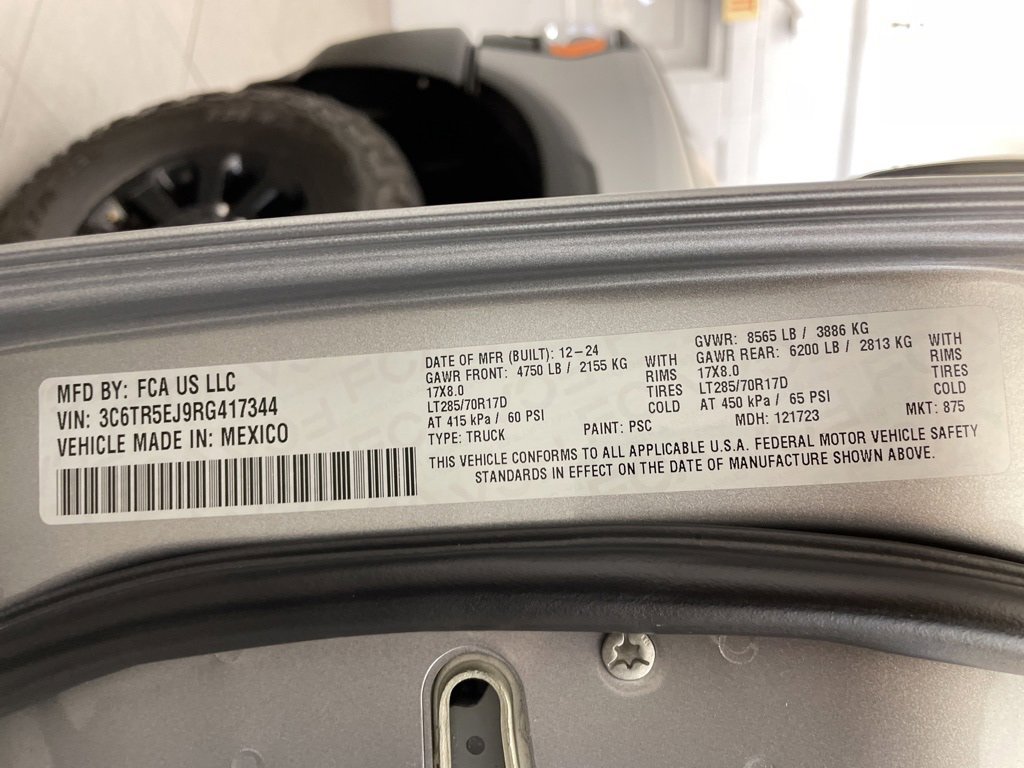 MFD BY: FCA US LLC
VIN: 3C6TR5EJ9RG417344
VEHICLE MADE IN: MEXICO
DATE OF MFR (BUILT): 12-24
GAWR FRONT: 4750 LB / 2155 KG WITH
17X8.0 RIMS
LT285/70R17D TIRES
AT 415 kPa / 60 PSI COLD
TYPE: TRUCK PAINT: PSC
GVWR: 8565 LB / 3886 KG
GAWR REAR: 6200 LB / 2813 KG WITH
17X8.0 RIMS
LT285/70R17D TIRES
AT 450 kPa / 65 PSI COLD
MDH: 121723 MKT: 875
THIS VEHICLE CONFORMS TO ALL APPLICABLE U.S.A. FEDERAL MOTOR VEHICLE SAFETY
STANDARDS IN EFFECT ON THE DATE OF MANUFACTURE SHOWN ABOVE.